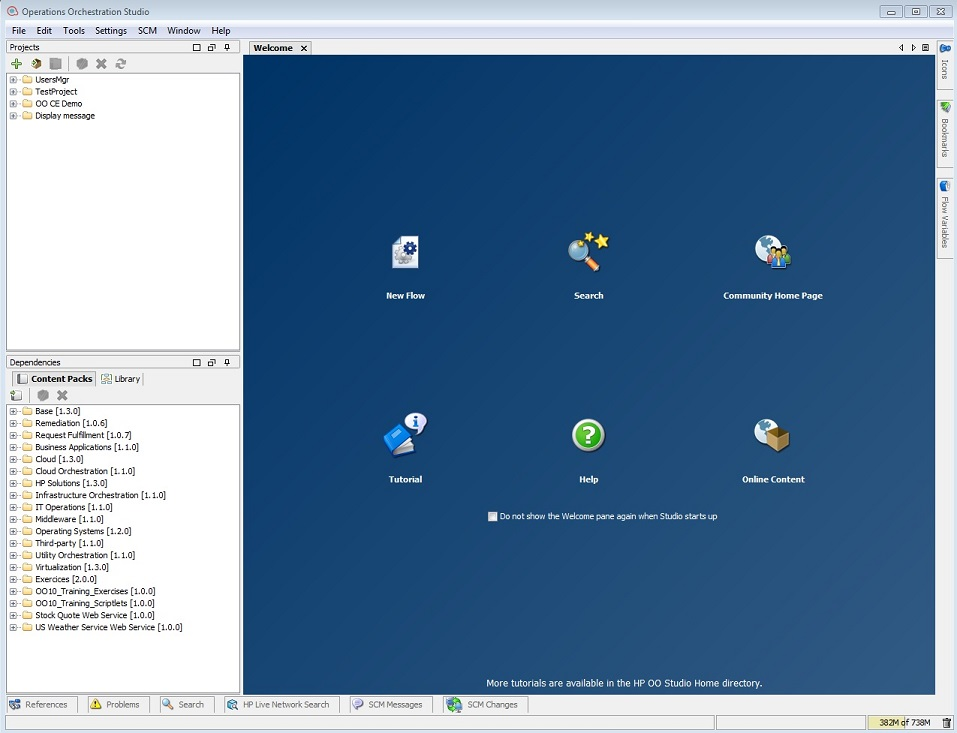 Operations Orchestration Studio
File Edit Tools Settings SCM Window Help
Projects
UsersMgr
TestProject
OO CE Demo
Display message
Dependencies
Content Packs Library
Base [1.3.0]
Remediation [1.0.6]
Request Fulfillment [1.0.7]
Business Applications [1.1.0]
Cloud [1.3.0]
Cloud Orchestration [1.1.0]
HP Solutions [1.3.0]
Infrastructure Orchestration [1.1.0]
IT Operations [1.1.0]
Middleware [1.1.0]
Operating Systems [1.2.0]
Third-party [1.1.0]
Utility Orchestration [1.1.0]
Virtualization [1.3.0]
Exercices [2.0.0]
OO10_Training_Exercises [1.0.0]
OO10_Training_Scriptlets [1.0.0]
Stock Quote Web Service [1.0.0]
US Weather Service Web Service [1.0.0]
Welcome
New Flow
Search
Community Home Page
Tutorial
Help
Online Content
Do not show the Welcome pane again when Studio starts up
More tutorials are available in the HP OO Studio Home directory.
Icons
Bookmarks
Flow Variables
References Problems Search HP Live Network Search SCM Messages SCM Changes
382M of 738M